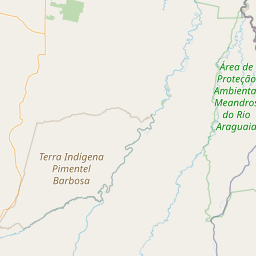 Área de
Proteção
Ambiental
Meandros
do Rio
Araguaia
Terra Indígena
Pimentel
Barbosa